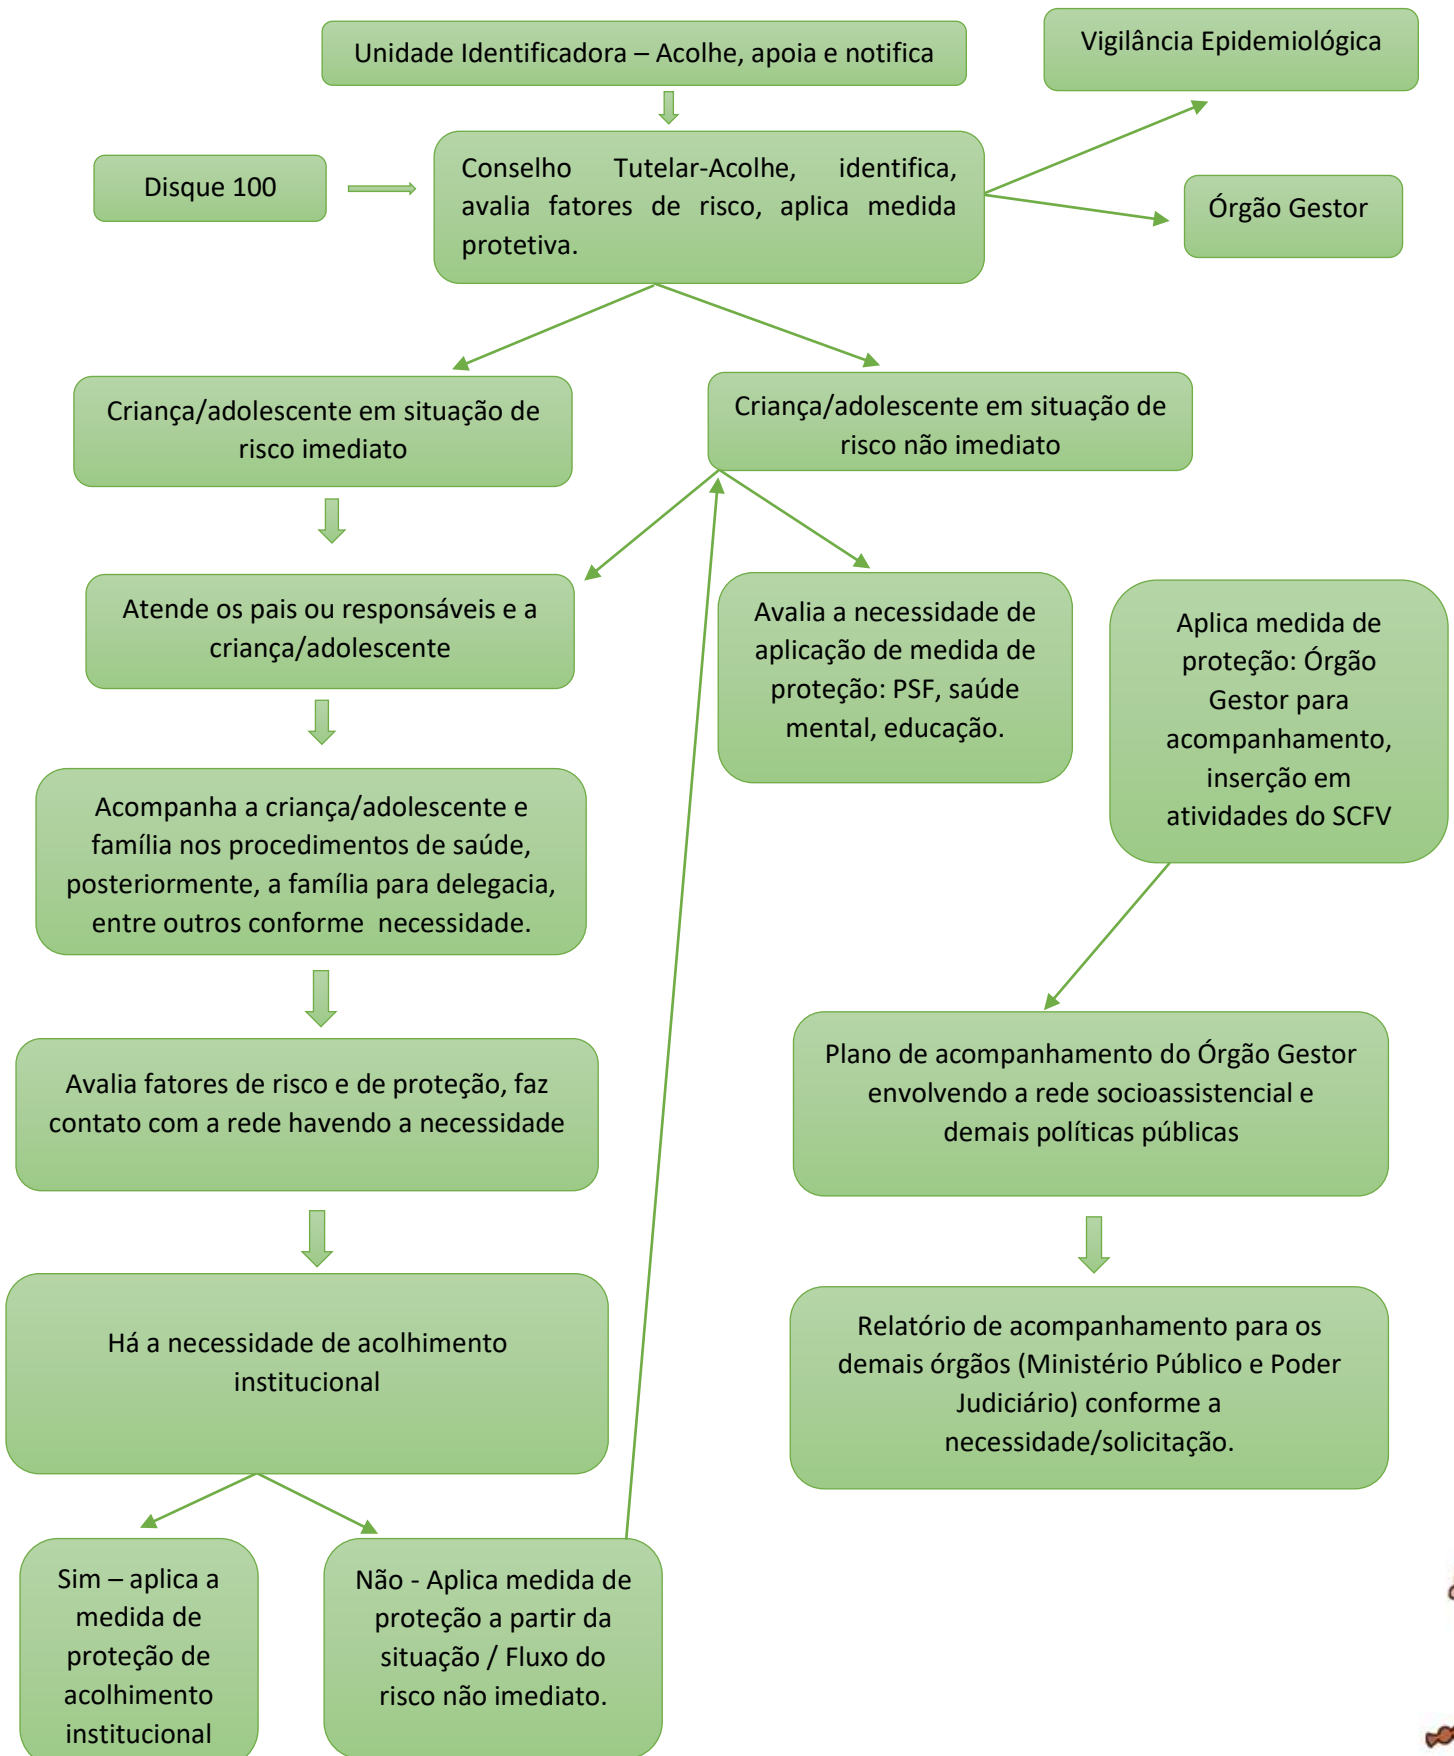 Unidade Identificadora – Acolhe, apoia e notifica
Vigilância Epidemiológica
Disque 100
Conselho Tutelar-Acolhe, identifica,
avalia fatores de risco, aplica medida
protetiva.
Órgão Gestor
Criança/adolescente em situação de
risco imediato
Criança/adolescente em situação de
risco não imediato
Atende os pais ou responsáveis e a
criança/adolescente
Avalia a necessidade de
aplicação de medida de
proteção: PSF, saúde
mental, educação.
Aplica medida de
proteção: Órgão
Gestor para
acompanhamento,
inserção em
atividades do SCFV
Acompanha a criança/adolescente e
família nos procedimentos de saúde,
posteriormente, a família para delegacia,
entre outros conforme  necessidade.
Avalia fatores de risco e de proteção, faz
contato com a rede havendo a necessidade
Plano de acompanhamento do Órgão Gestor
envolvendo a rede socioassistencial e
demais políticas públicas
Há a necessidade de acolhimento
institucional
Relatório de acompanhamento para os
demais órgãos (Ministério Público e Poder
Judiciário) conforme a
necessidade/solicitação.
Sim – aplica a
medida de
proteção de
acolhimento
institucional
Não - Aplica medida de
proteção a partir da
situação / Fluxo do
risco não imediato.